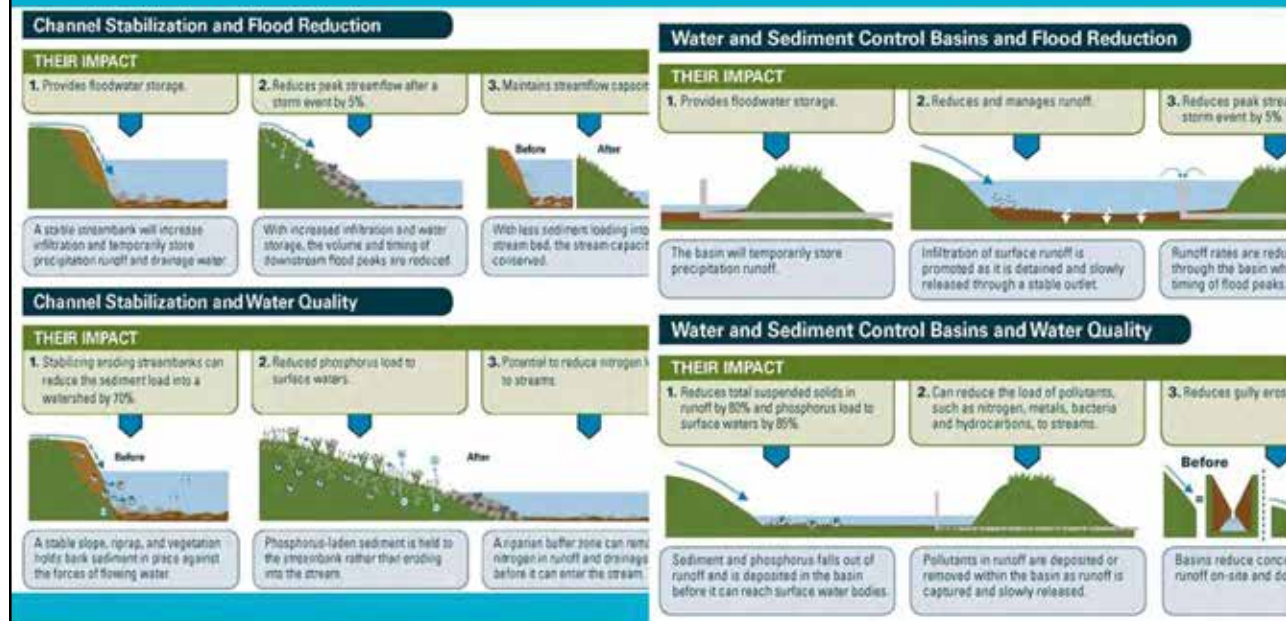 Channel Stabilization and Flood Reduction
THEIR IMPACT
1. Provides floodwater storage.
2. Reduces peak streamflow after a
storm event by 5%.
3. Maintains streamflow
Before
After
A stable streambank will increase
infiltration and temporarily store
precipitation runoff and drainage water
With increased infiltration and water
storage, the volume and timing of
downstream flood peaks are reduced.
With less sediment loading into
stream bed, the stream
conserved.
Channel Stabilization and Water Quality
THEIR IMPACT
1. Stabilizing eroding streambanks can
reduce the sediment load into a
watershed by 70%.
2. Reduced phosphorus load to
surface waters.
3. Potential to reduce nitrogen
to streams.
Before
After
A stable slope, riprap, and vegetation
holds bank sediment in place against
the forces of flowing water.
Phosphorus-laden sediment is held to
the streambank rather than eroding
into the stream.
A riparian buffer zone can
nitrogen in runoff and drainage
before it can enter the stream.
Water and Sediment Control Basins and Flood Reduction
THEIR IMPACT
1. Provides floodwater storage.
2. Reduces and manages runoff.
3. Reduces peak
storm event by 5%
The basin will temporarily store
precipitation runoff.
Infiltration of surface runoff is
promoted as it is detained and slowly
released through a stable outlet.
Runoff rates are
through the basin
timing of flood peaks
Water and Sediment Control Basins and Water Quality
THEIR IMPACT
1. Reduces total suspended solids in
runoff by 80% and phosphorus load to
surface waters by 85%.
2. Can reduce the load of pollutants,
such as nitrogen, metals, bacteria
and hydrocarbons, to streams.
3. Reduces gully
Before
Sediment and phosphorus falls out of
runoff and is deposited in the basin
before it can reach surface water bodies.
Pollutants in runoff are deposited or
removed within the basin as runoff is
captured and slowly released.
Basins reduce
runoff on-site and